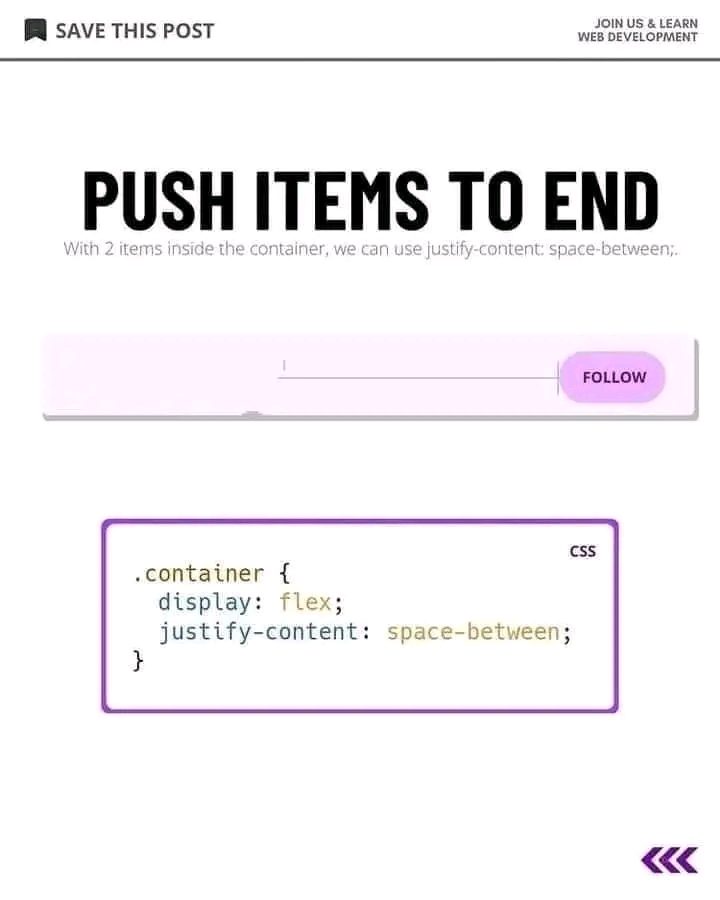 SAVE THIS POST
JOIN US & LEARN
WEB DEVELOPMENT
PUSH ITEMS TO END
With 2 items inside the container, we can use justify-content: space-between;.
FOLLOW
CSS
.container {
  display: flex;
  justify-content: space-between;
}